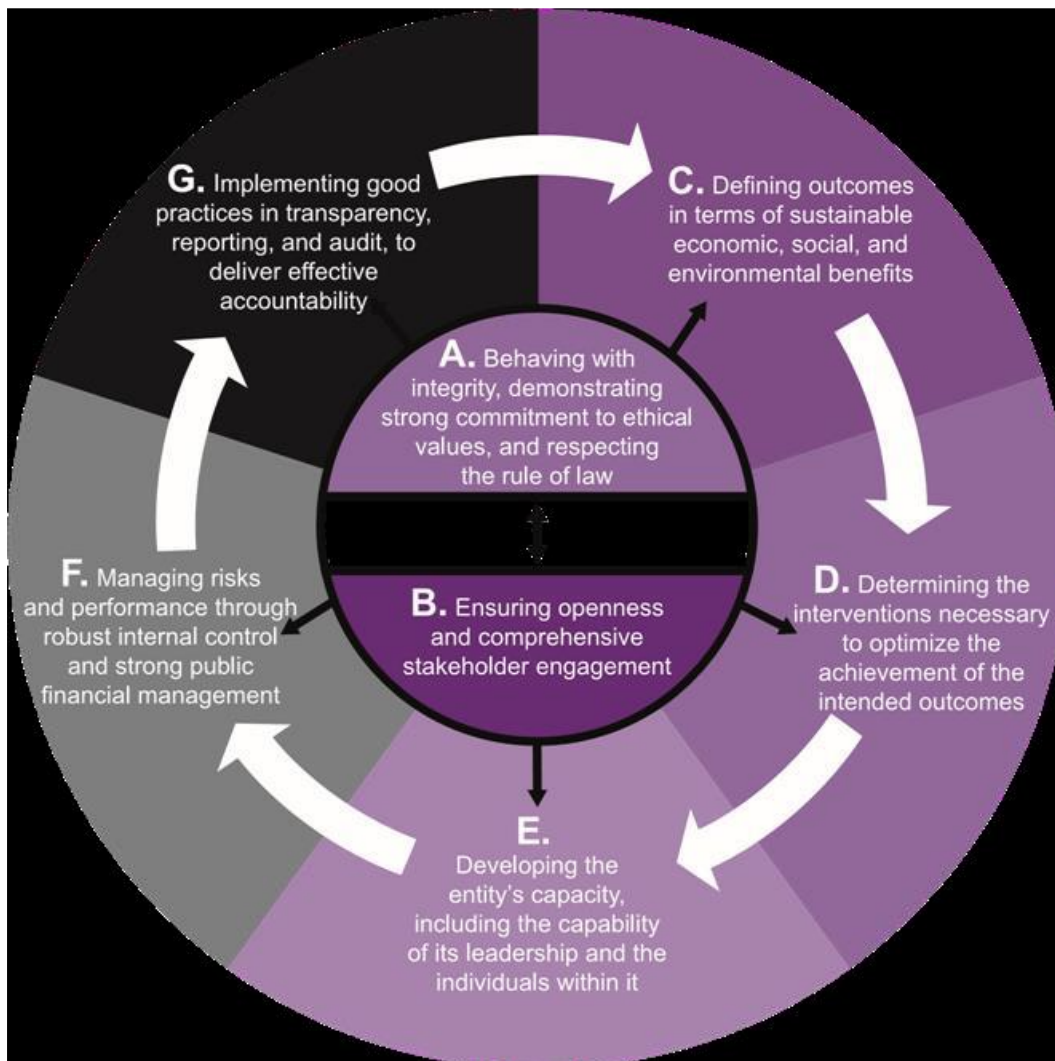 A. Behaving with
integrity, demonstrating
strong commitment to ethical
values, and respecting
the rule of law
B. Ensuring openness
and comprehensive
stakeholder engagement
C. Defining outcomes
in terms of sustainable
economic, social, and
environmental benefits
D. Determining the
interventions necessary
to optimize the
achievement of the
intended outcomes
E.
Developing the
entity’s capacity,
including the capability
of its leadership and the
individuals within it
F. Managing risks
and performance through
robust internal control
and strong public
financial management
G. Implementing good
practices in transparency,
reporting, and audit, to
deliver effective
accountability